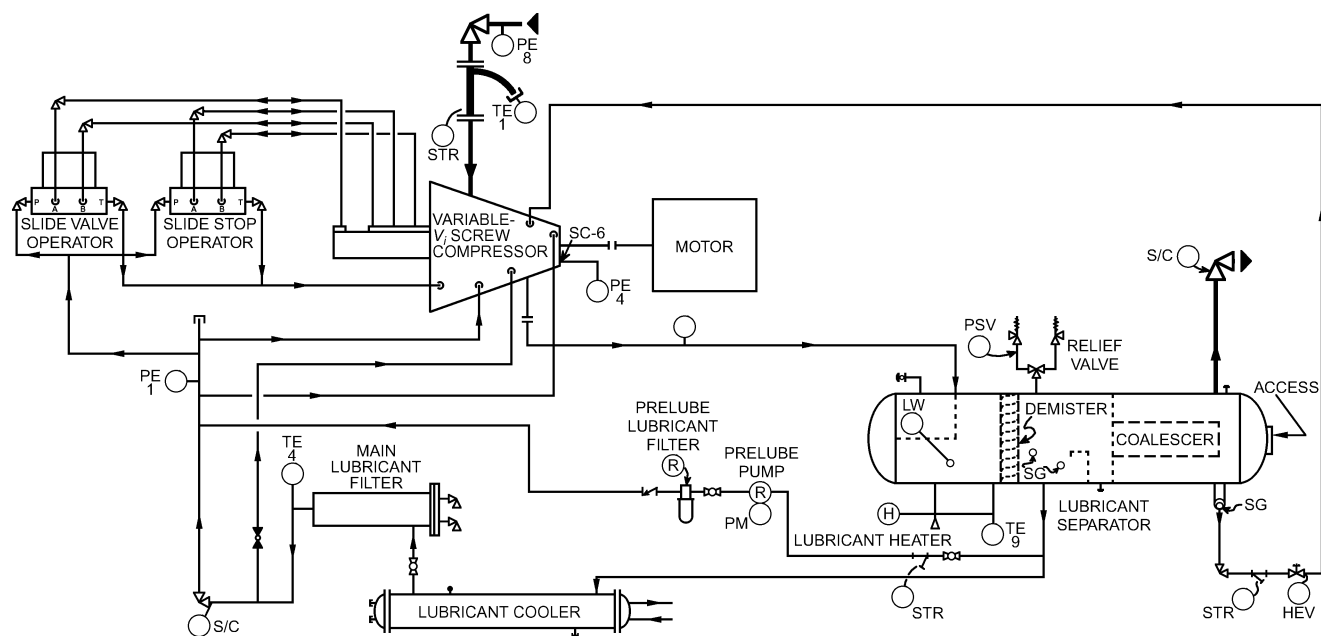 PE
8
TE
1
STR
P
A
B
T
P
A
B
T
SLIDE VALVE
OPERATOR
SLIDE STOP
OPERATOR
VARIABLE-
Vi SCREW
COMPRESSOR
SC-6
MOTOR
PE
4
S/C
PSV
RELIEF
VALVE
PE
1
ACCESS
LW
DEMISTER
COALESCER
SG
PRELUBE
LUBRICANT
FILTER
R
PRELUBE
PUMP
R
PM
TE
4
MAIN
LUBRICANT
FILTER
H
LUBRICANT HEATER
TE
9
LUBRICANT
SEPARATOR
SG
STR
STR
HEV
LUBRICANT COOLER
S/C